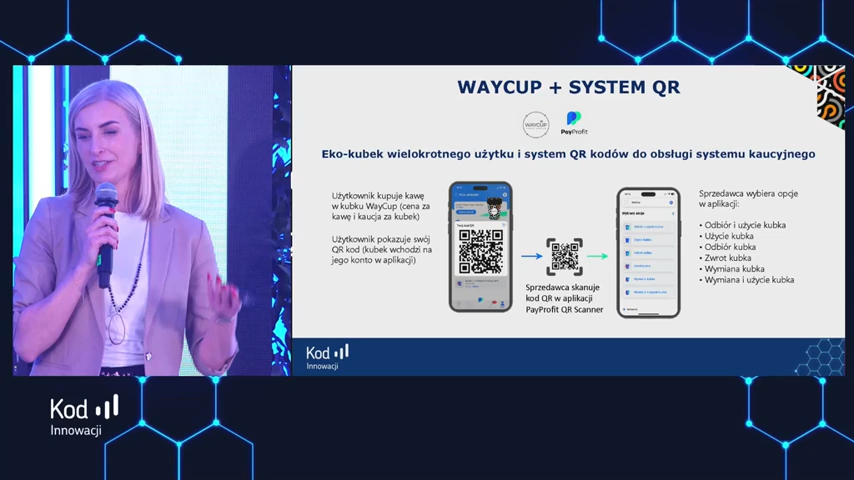 WAYCUP + SYSTEM QR
WAYCUP
PayProfit
Eko-kubek wielokrotnego użytku i system QR kodów do obsługi systemu kaucyjnego
Użytkownik kupuje kawę
w kubku WayCup (cena za
kawę i kaucja za kubek)
Użytkownik pokazuje swój
QR kod (kubek wchodzi na
jego konto w aplikacji)
Sprzedawca skanuje
kod QR w aplikacji
PayProfit QR Scanner
Sprzedawca wybiera opcje
w aplikacji:
• Odbiór i użycie kubka
• Użycie kubka
• Odbiór kubka
• Zwrot kubka
• Wymiana kubka
• Wymiana i użycie kubka
Kod
Innowacji
Kod
Innowacji